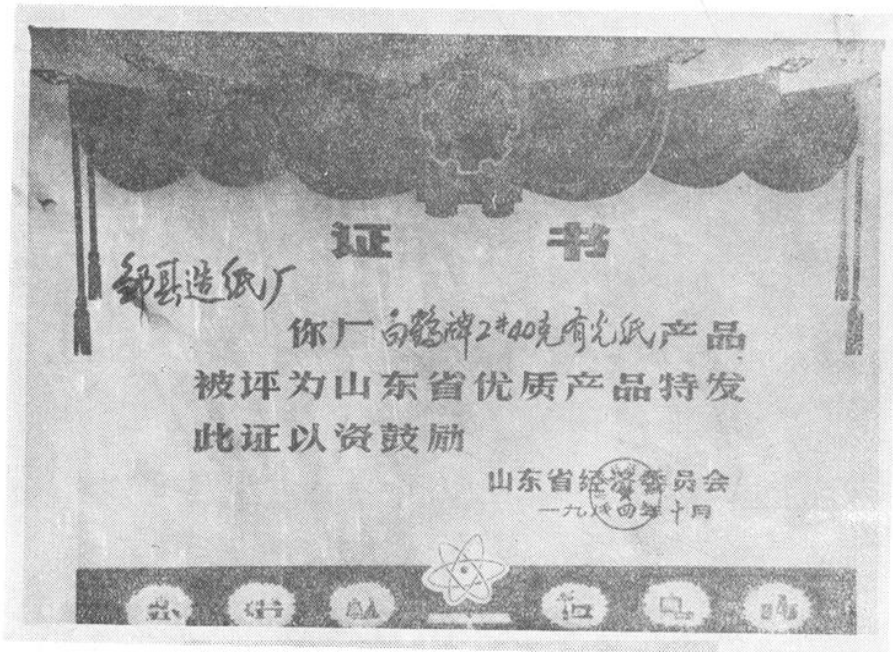 证 书
邹县造纸厂
你厂白鹤牌2#40克有光纸产品
被评为山东省优质产品特发
此证以资鼓励
山东省经济委员会
一九八四年十月